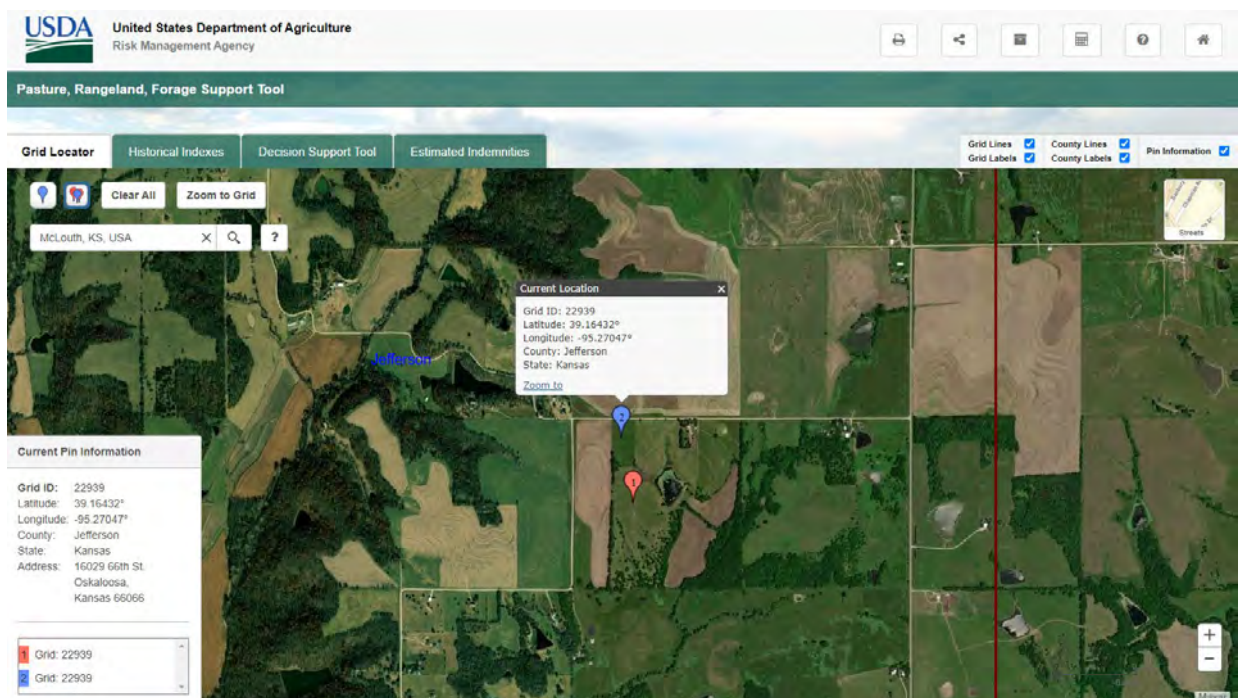 USDA
United States Department of Agriculture
Risk Management Agency
Pasture, Rangeland, Forage Support Tool
Grid Locator
Historical Indexes
Decision Support Tool
Estimated Indemnities
Grid Lines
County Lines
Pin Information
Grid Labels
County Labels
Clear All
Zoom to Grid
McLouth, KS, USA
?
Streets
Current Location
Grid ID: 22939
Latitude: 39.16432°
Longitude: -95.27047°
County: Jefferson
State: Kansas
Zoom to
Jefferson
2
1
Current Pin Information
Grid ID: 22939
Latitude: 39.16432°
Longitude: -95.27047°
County: Jefferson
State: Kansas
Address: 16029 66th St.
Oskaloosa,
Kansas 66066
1 Grid: 22939
2 Grid: 22939
+
−